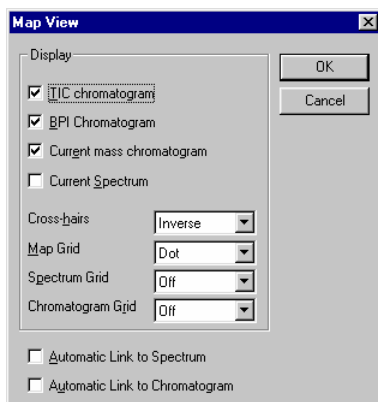 Map View
Display
TIC chromatogram
BPI Chromatogram
Current mass chromatogram
Current Spectrum
Cross-hairs Inverse
Map Grid Dot
Spectrum Grid Off
Chromatogram Grid Off
OK
Cancel
Automatic Link to Spectrum
Automatic Link to Chromatogram